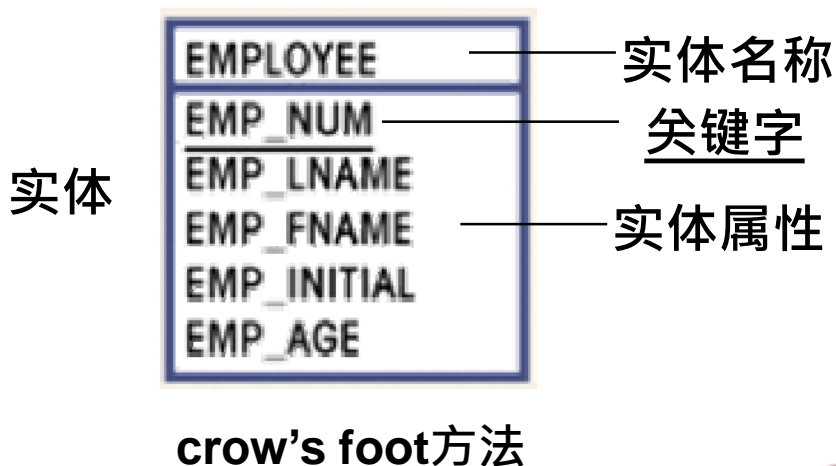 EMPLOYEE
实体名称
EMP_NUM
关键字
EMP_LNAME
实体
EMP_FNAME
实体属性
EMP_INITIAL
EMP_AGE
crow's foot方法